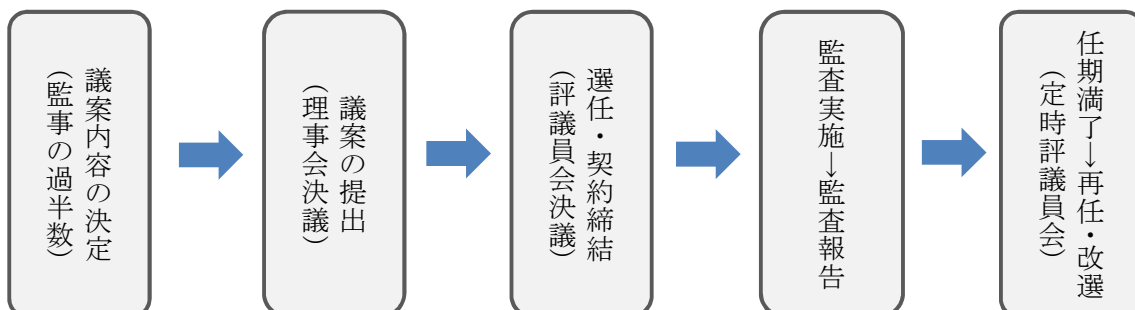 議案内容の決定
(監事の過半数)
議案の提出
(理事会決議)
選任・契約締結
(評議員会決議)
監査実施→監査報告
任期満了→再任・改選
(定時評議員会)